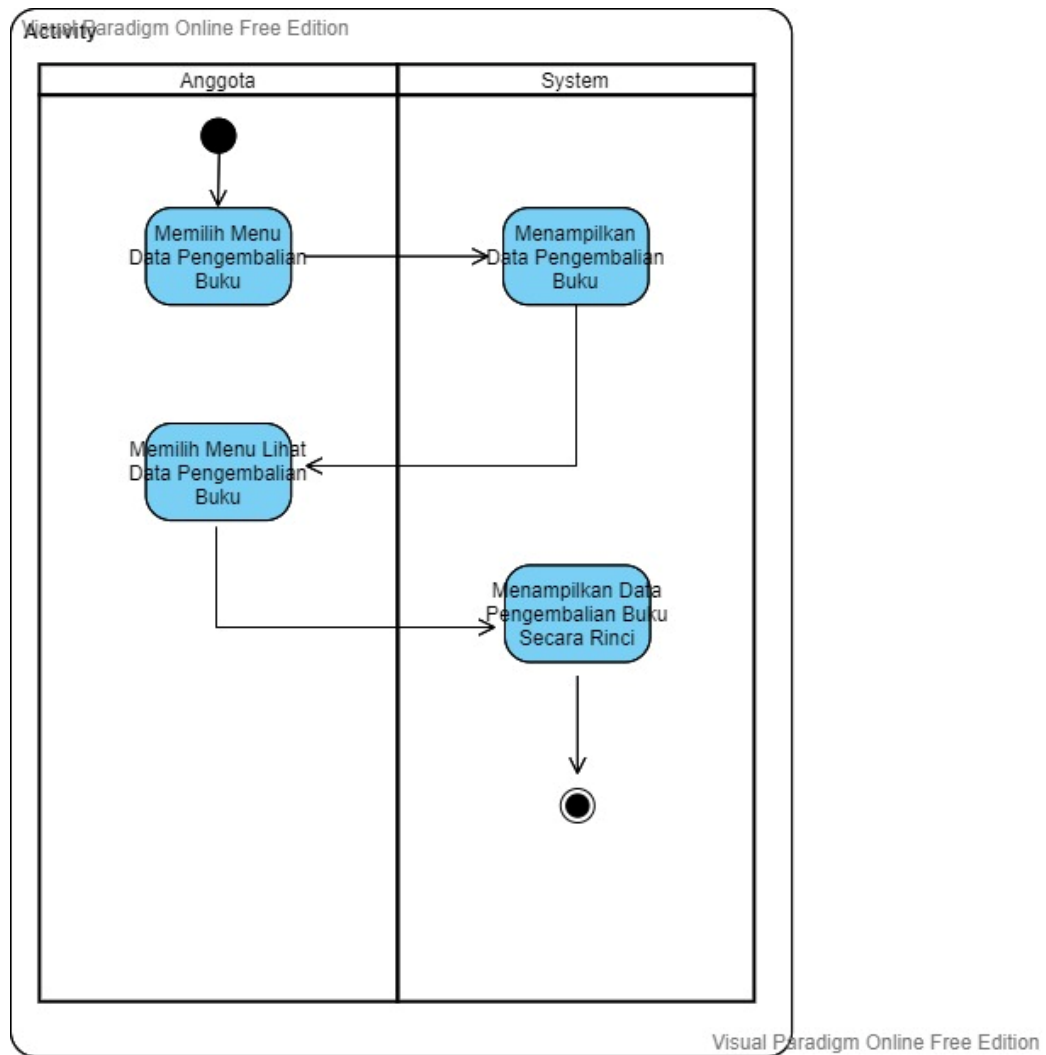 Visual Paradigm Online Free Edition
Activity
Anggota
System
Memilih Menu
Data Pengembalian
Buku
Menampilkan
Data Pengembalian
Buku
Memilih Menu Lihat
Data Pengembalian
Buku
Menampilkan Data
Pengembalian Buku
Secara Rinci
Visual Paradigm Online Free Edition